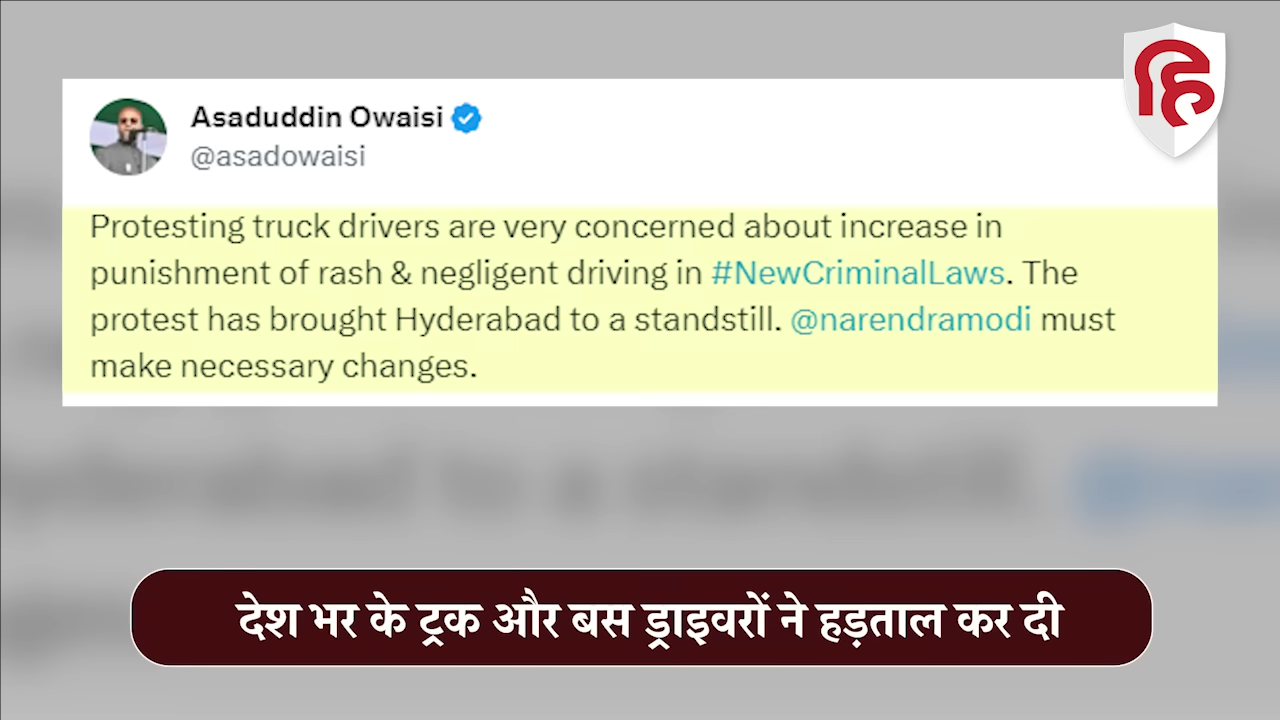 हि
Asaduddin Owaisi
@asadowaisi
Protesting truck drivers are very concerned about increase in
punishment of rash & negligent driving in #NewCriminalLaws. The
protest has brought Hyderabad to a standstill. @narendramodi must
make necessary changes.
देश भर के ट्रक और बस ड्राइवरों ने हड़ताल कर दी